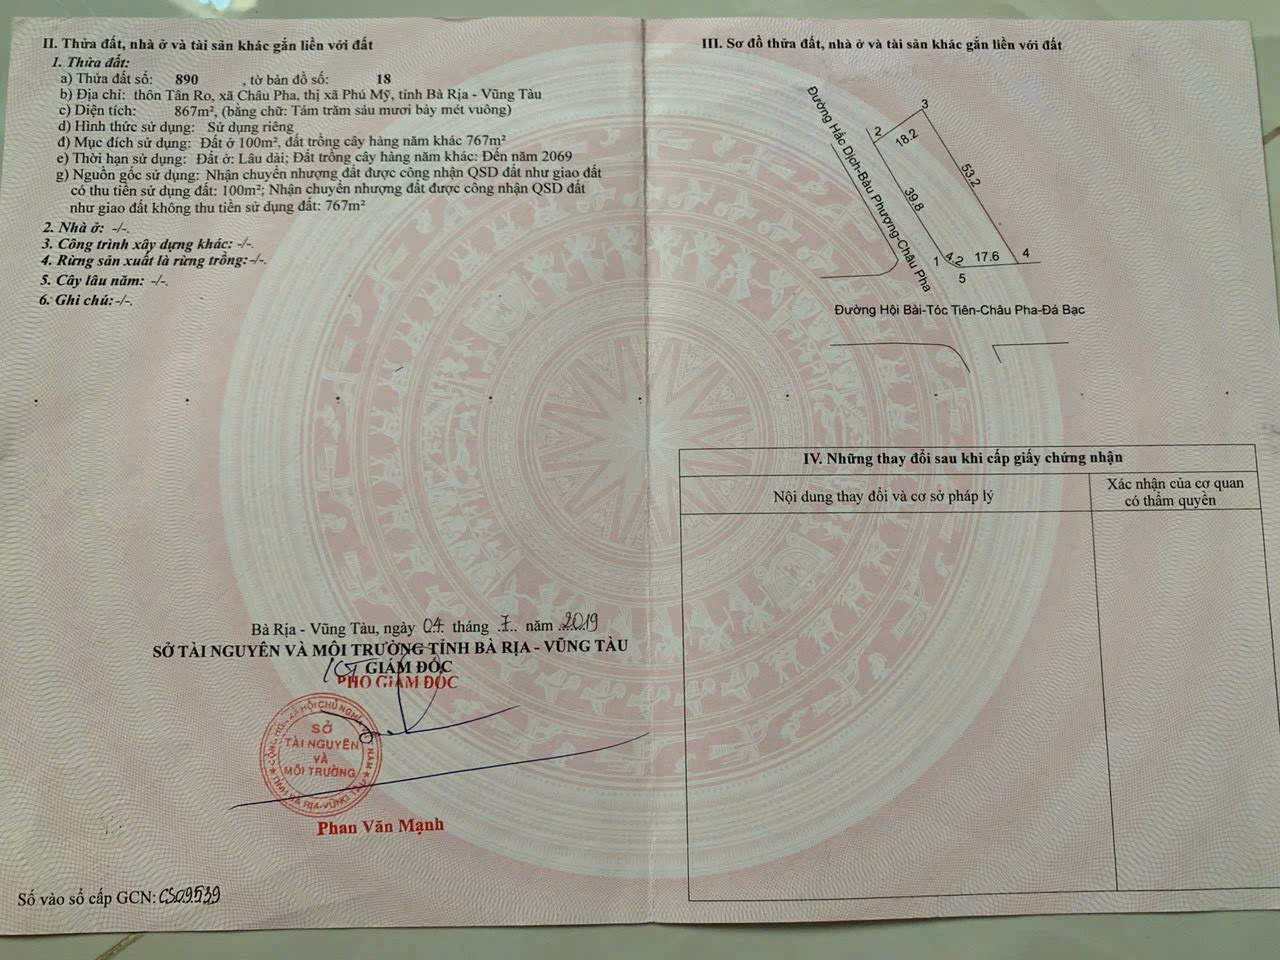 II. Thửa đất, nhà ở và tài sản khác gắn liền với đất
1. Thửa đất:
a) Thửa đất số: 890 , tờ bản đồ số: 18
b) Địa chỉ: thôn Tân Ro, xã Châu Pha, thị xã Phú Mỹ, tỉnh Bà Rịa - Vũng Tàu
c) Diện tích: 867m², (bằng chữ: Tám trăm sáu mươi bảy mét vuông)
d) Hình thức sử dụng: Sử dụng riêng
đ) Mục đích sử dụng: Đất ở 100m², đất trồng cây hàng năm khác 767m²
e) Thời hạn sử dụng: Đất ở: Lâu dài; Đất trồng cây hàng năm khác: Đến năm 2069
g) Nguồn gốc sử dụng: Nhận chuyển nhượng đất được công nhận QSD đất như giao đất
có thu tiền sử dụng đất: 100m²; Nhận chuyển nhượng đất được công nhận QSD đất
như giao đất không thu tiền sử dụng đất: 767m²
2. Nhà ở: -/-.
3. Công trình xây dựng khác: -/-.
4. Rừng sản xuất là rừng trồng: -/-.
5. Cây lâu năm: -/-.
6. Ghi chú: -/-.
Bà Rịa - Vũng Tàu, ngày 04 tháng 7 năm 2019
SỞ TÀI NGUYÊN VÀ MÔI TRƯỜNG TỈNH BÀ RỊA - VŨNG TÀU
KT GIÁM ĐỐC
PHÓ GIÁM ĐỐC
SỞ
TÀI NGUYÊN
VÀ
MÔI TRƯỜNG
TỈNH BÀ RỊA-VŨNG TÀU
Phan Văn Mạnh
Số vào sổ cấp GCN: CS09539
III. Sơ đồ thửa đất, nhà ở và tài sản khác gắn liền với đất
Đường Hắc Dịch-Bàu Phượng-Châu Pha
3
2
18.2
53.2
39.8
1
4.2
17.6
4
5
Đường Hội Bài-Tóc Tiên-Châu Pha-Đá Bạc
IV. Những thay đổi sau khi cấp giấy chứng nhận
Nội dung thay đổi và cơ sở pháp lý
Xác nhận của cơ quan
có thẩm quyền